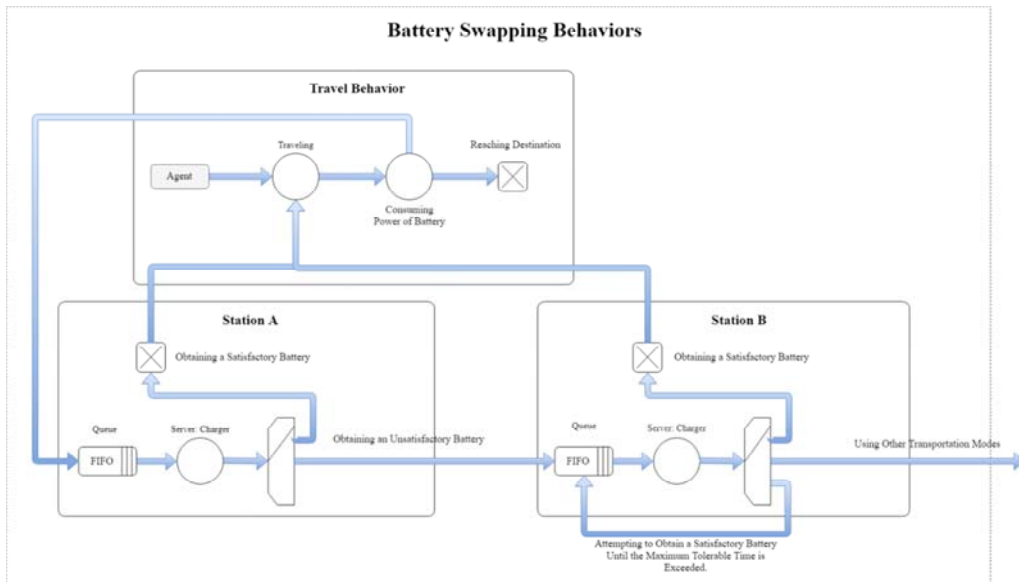 Battery Swapping Behaviors
Travel Behavior
Traveling
Reaching Destination
Agent
Consuming
Power of Battery
Station A
Obtaining a Satisfactory Battery
Queue
Server: Charger
FIFO
Obtaining an Unsatisfactory Battery
Station B
Obtaining a Satisfactory Battery
Queue
Server: Charger
FIFO
Using Other Transportation Modes
Attempting to Obtain a Satisfactory Battery
Until the Maximum Tolerable Time is
Exceeded.